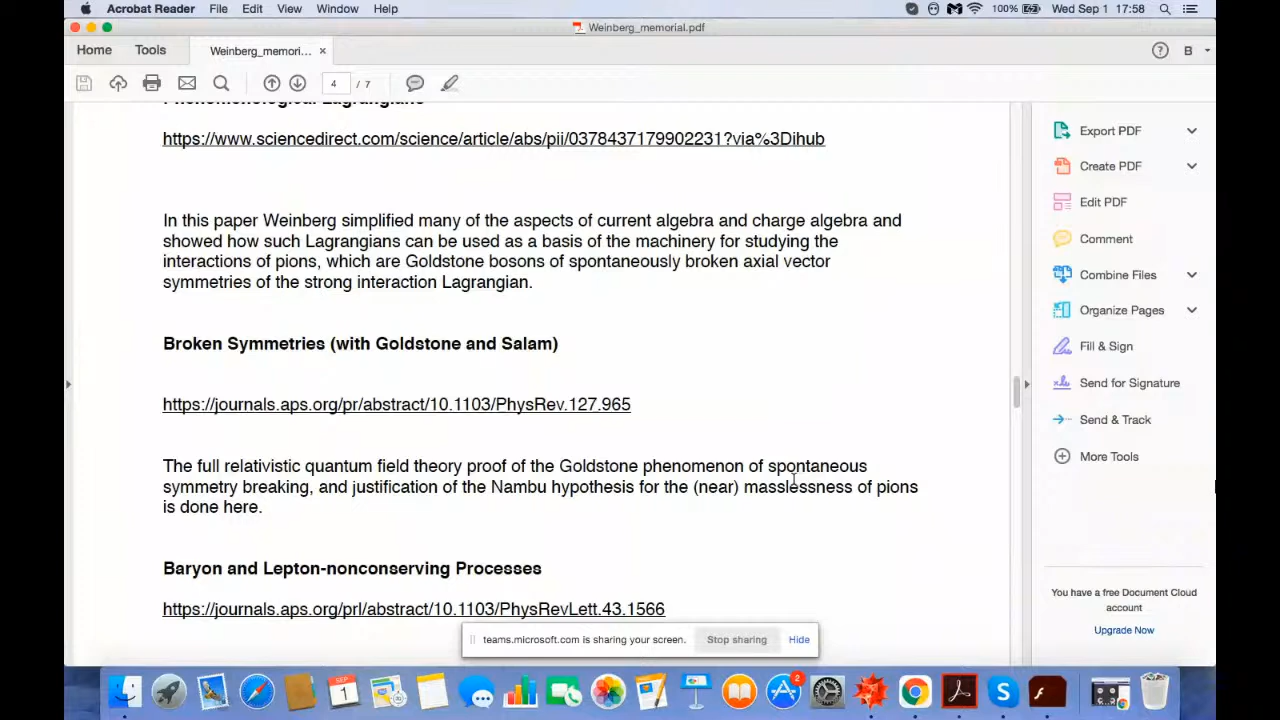 Acrobat Reader File Edit View Window Help 100% Wed Sep 1 17:58
Weinberg_memorial.pdf
Home Tools Weinberg_memori... × B
4 / 7
Phenomenological Lagrangians
https://www.sciencedirect.com/science/article/abs/pii/0378437179902231?via%3Dihub
In this paper Weinberg simplified many of the aspects of current algebra and charge algebra and
showed how such Lagrangians can be used as a basis of the machinery for studying the
interactions of pions, which are Goldstone bosons of spontaneously broken axial vector
symmetries of the strong interaction Lagrangian.
Broken Symmetries (with Goldstone and Salam)
https://journals.aps.org/pr/abstract/10.1103/PhysRev.127.965
The full relativistic quantum field theory proof of the Goldstone phenomenon of spontaneous
symmetry breaking, and justification of the Nambu hypothesis for the (near) masslessness of pions
is done here.
Baryon and Lepton-nonconserving Processes
https://journals.aps.org/prl/abstract/10.1103/PhysRevLett.43.1566
Export PDF
Create PDF
Edit PDF
Comment
Combine Files
Organize Pages
Fill & Sign
Send for Signature
Send & Track
More Tools
You have a free Document Cloud
account
Upgrade Now
teams.microsoft.com is sharing your screen. Stop sharing Hide
SEP
1
2